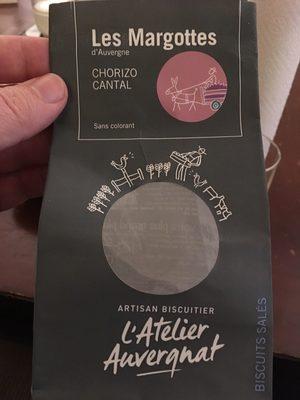 Les Margottes
d'Auvergne
CHORIZO
CANTAL
Sans colorant
ARTISAN BISCUITIER
L'Atelier
Auvergnat
BISCUITS SALÉS